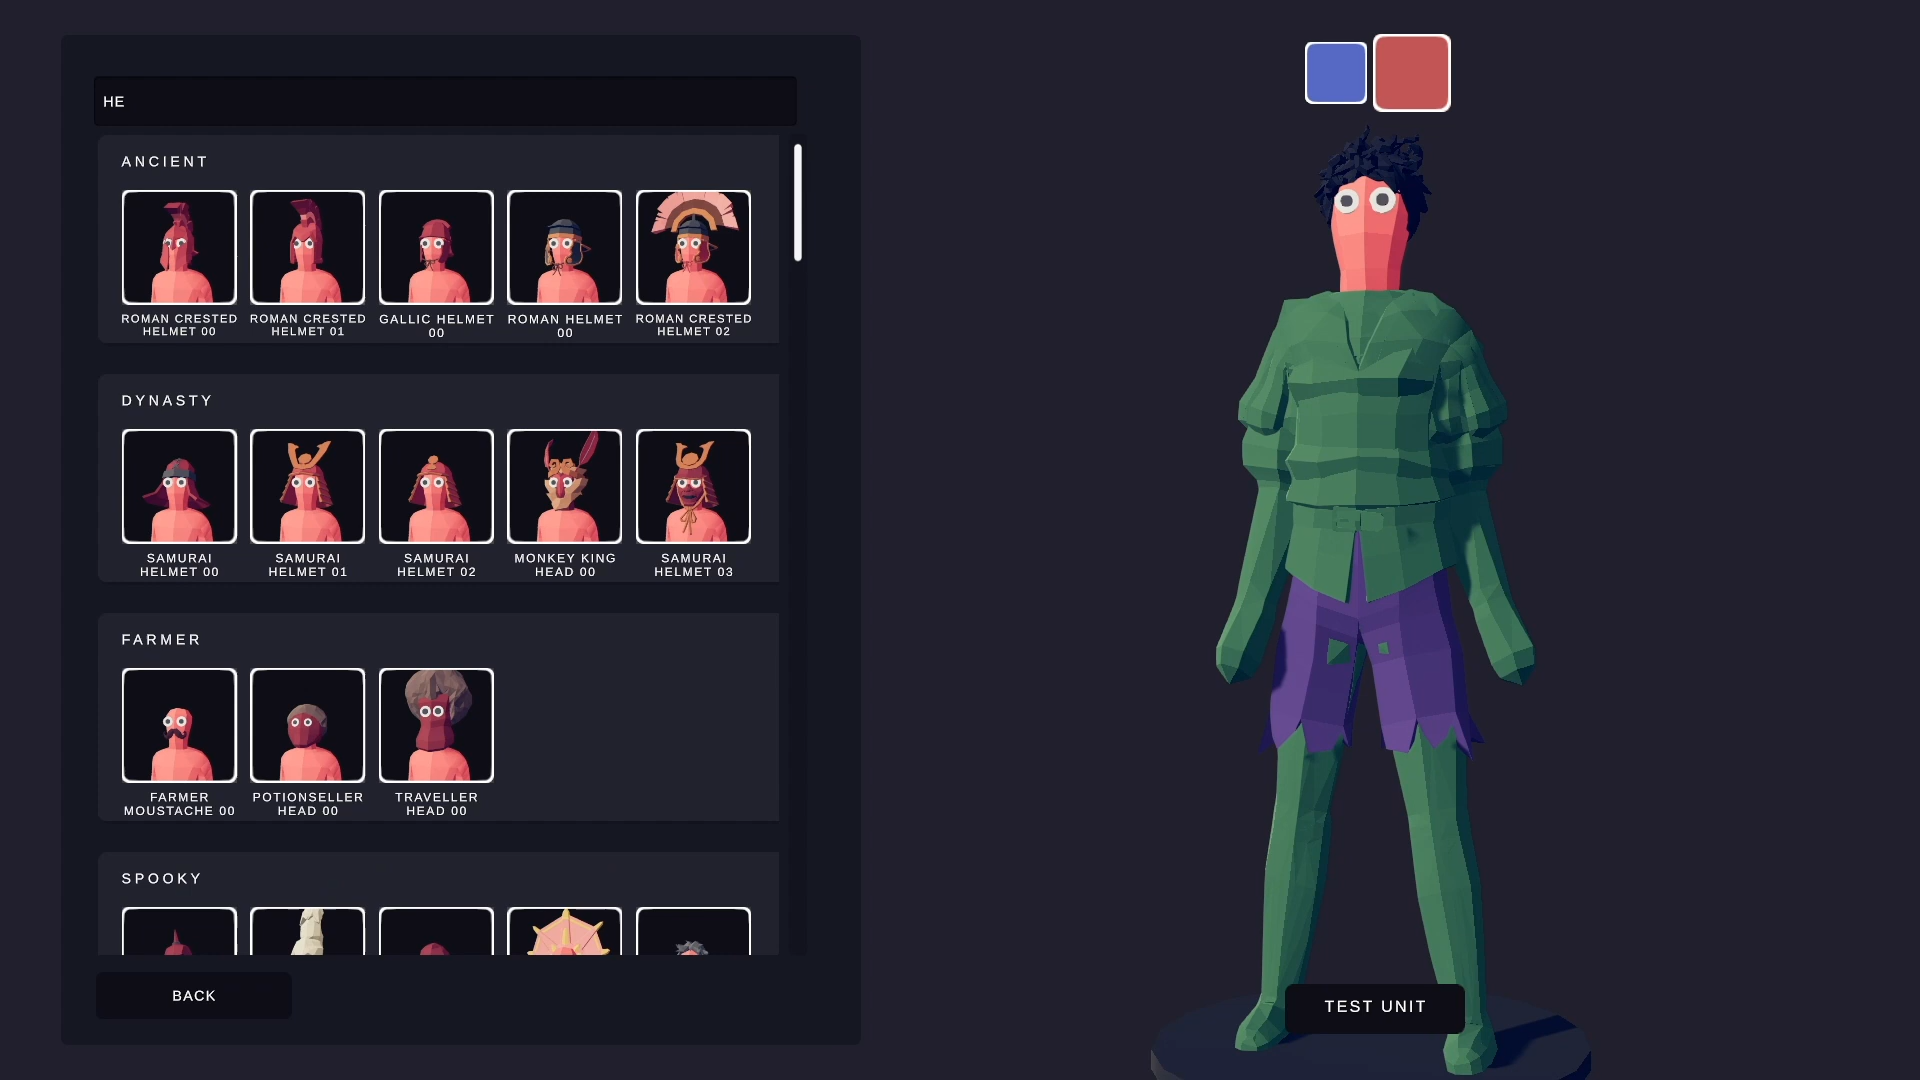 HE
ANCIENT
ROMAN CRESTED
HELMET 00
ROMAN CRESTED
HELMET 01
GALLIC HELMET
00
ROMAN HELMET
00
ROMAN CRESTED
HELMET 02
DYNASTY
SAMURAI
HELMET 00
SAMURAI
HELMET 01
SAMURAI
HELMET 02
MONKEY KING
HEAD 00
SAMURAI
HELMET 03
FARMER
FARMER
MOUSTACHE 00
POTIONSELLER
HEAD 00
TRAVELLER
HEAD 00
SPOOKY
BACK
TEST UNIT